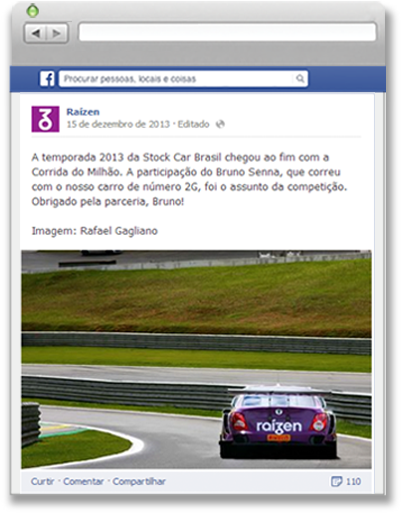 Procurar pessoas, locais e coisas
Raízen
15 de dezembro de 2013 · Editado
A temporada 2013 da Stock Car Brasil chegou ao fim com a
Corrida do Milhão. A participação do Bruno Senna, que correu
com o nosso carro de número 2G, foi o assunto da competição.
Obrigado pela parceria, Bruno!
Imagem: Rafael Gagliano
raízen
Curtir · Comentar · Compartilhar
110